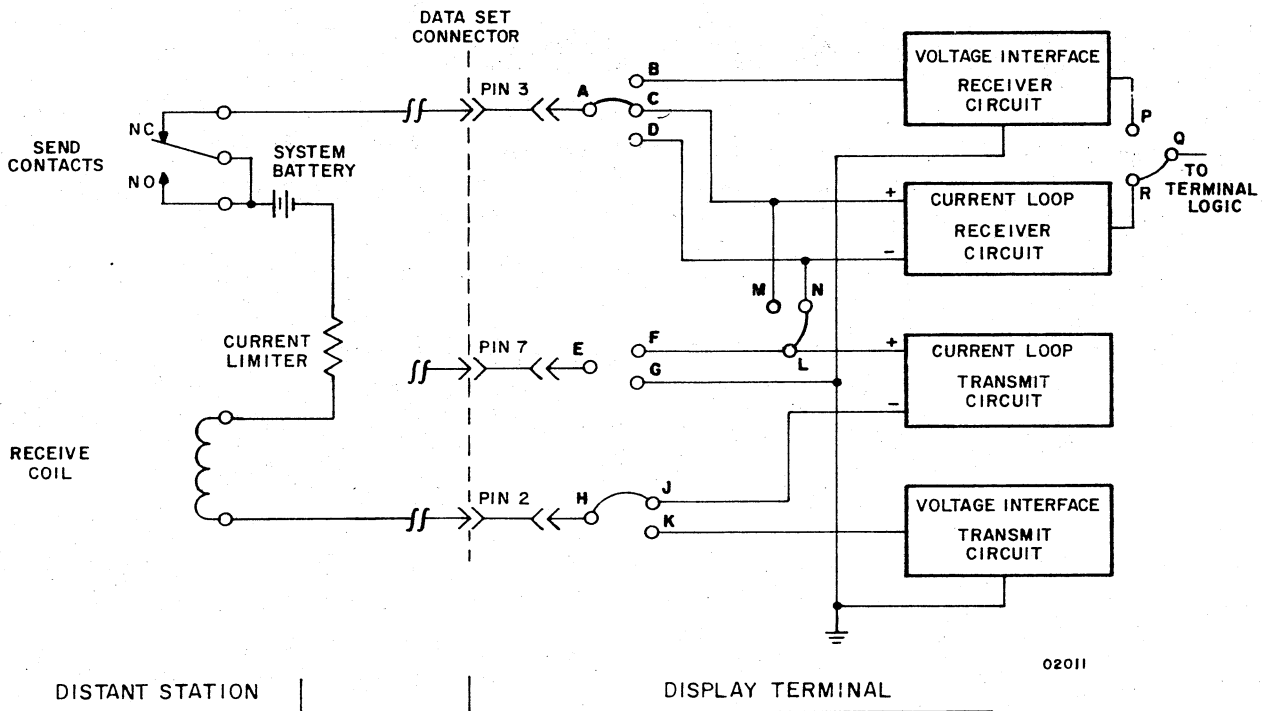 DATA SET
CONNECTOR
VOLTAGE INTERFACE
RECEIVER
CIRCUIT
PIN 3
A
B
C
D
P
Q
R
TO
TERMINAL
LOGIC
NC
SEND
CONTACTS
NO
SYSTEM
BATTERY
+
CURRENT LOOP
RECEIVER
CIRCUIT
-
M
N
CURRENT
LIMITER
PIN 7
E
F
G
L
+
CURRENT LOOP
TRANSMIT
CIRCUIT
-
RECEIVE
COIL
PIN 2
H
J
K
VOLTAGE INTERFACE
TRANSMIT
CIRCUIT
02011
DISTANT STATION
DISPLAY TERMINAL